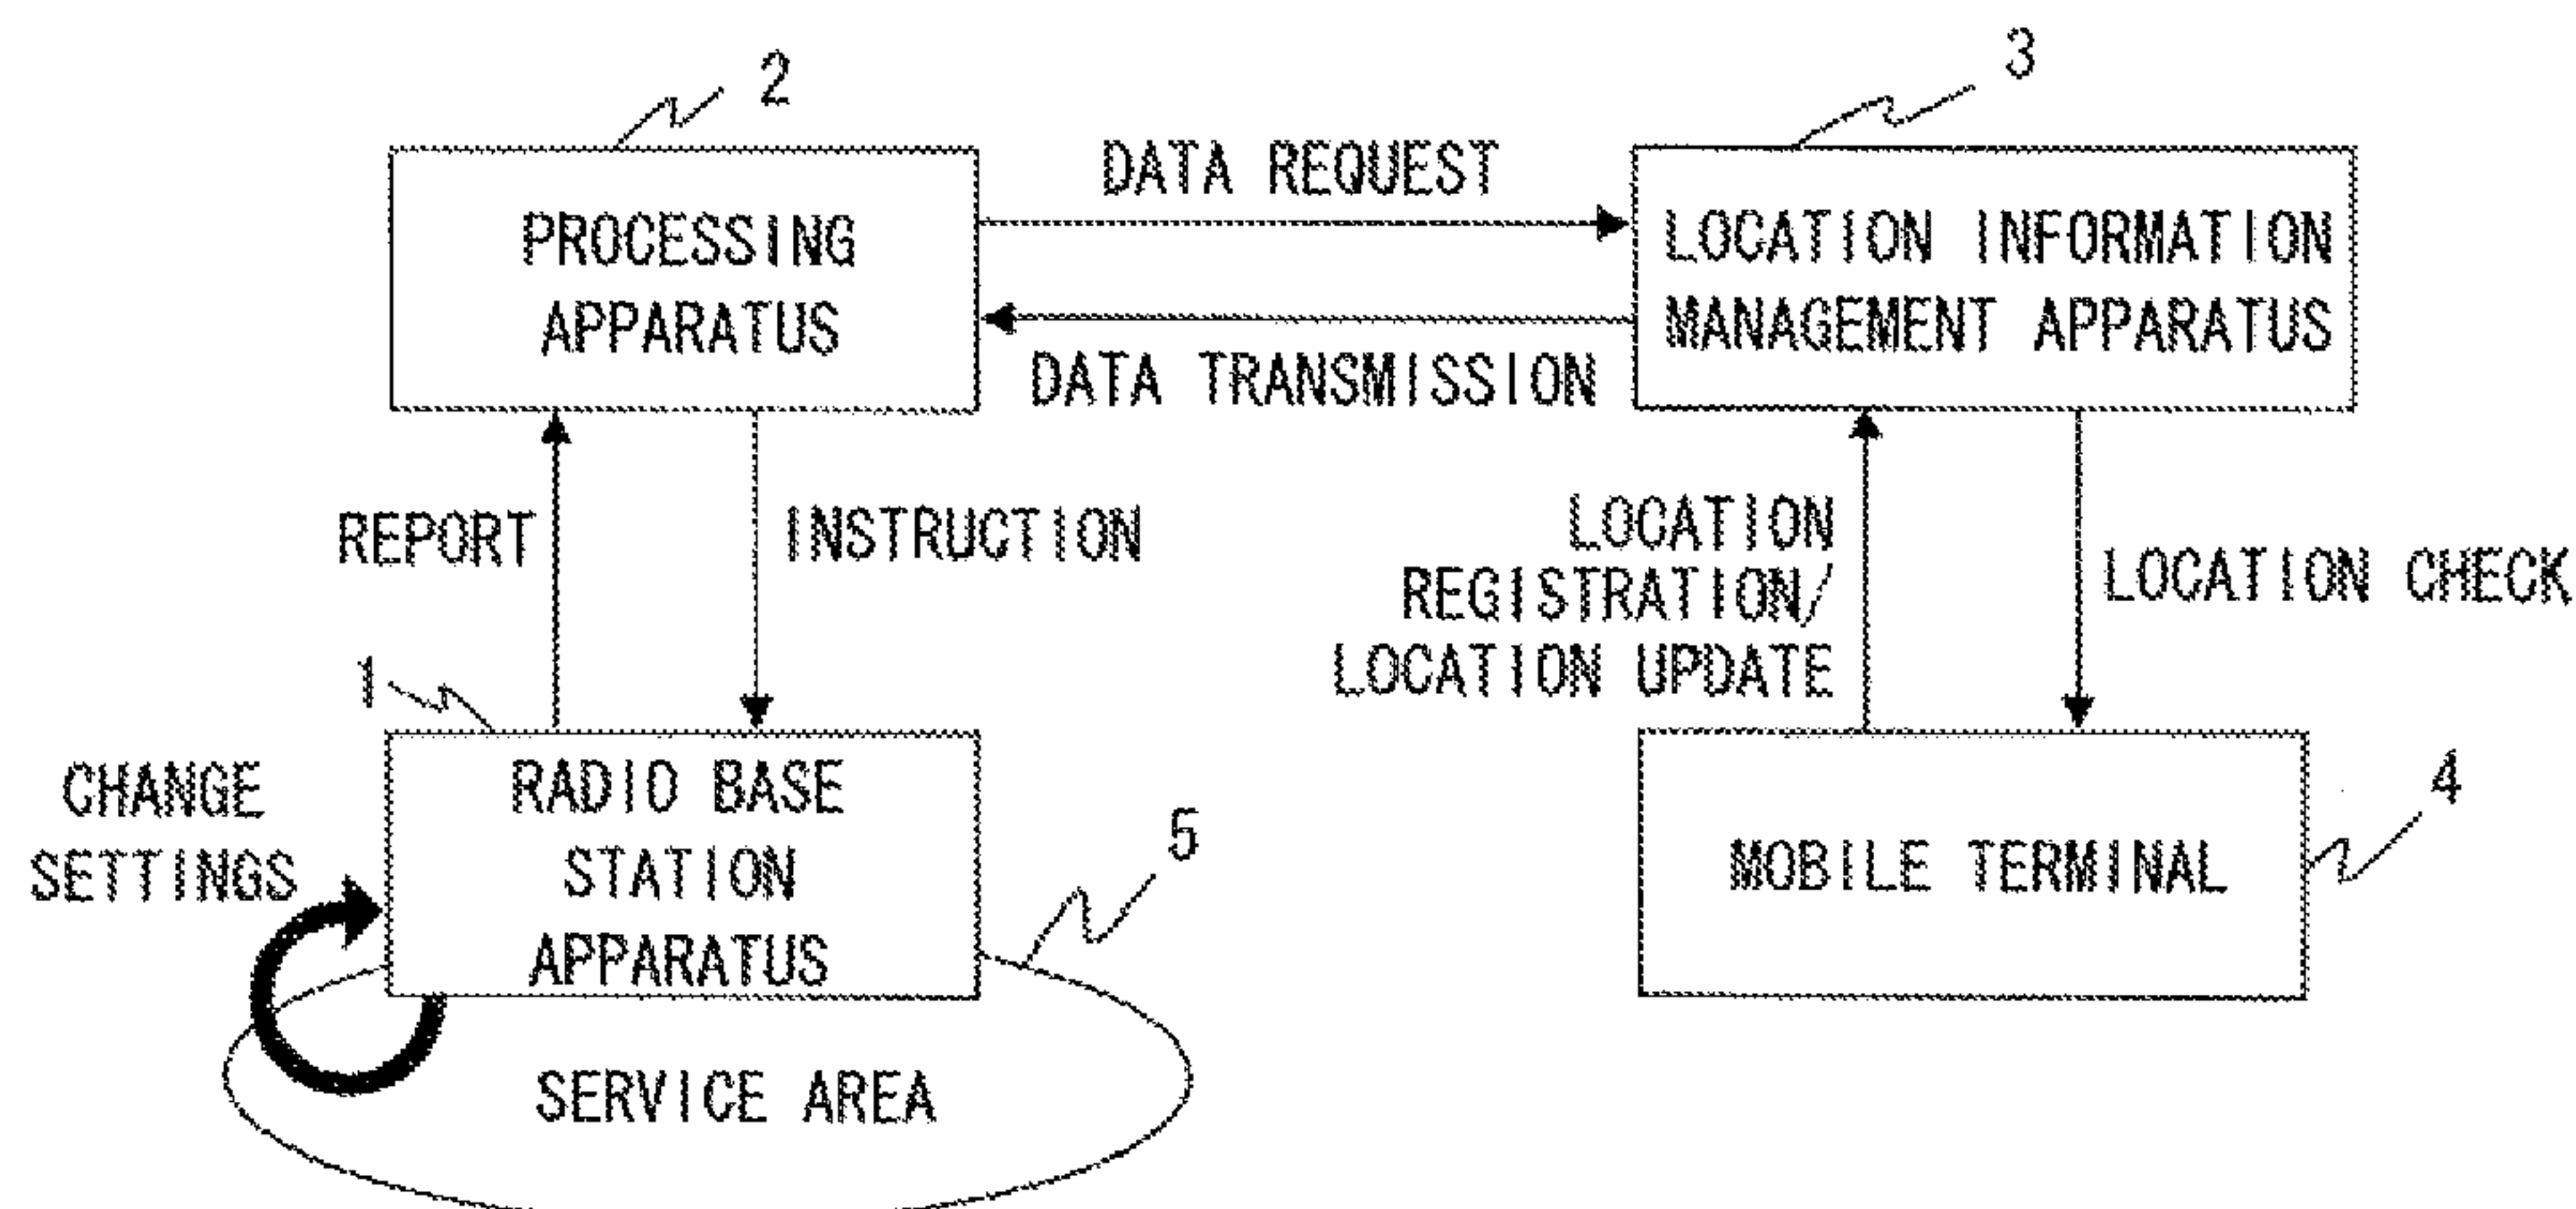 2
3
PROCESSING
APPARATUS
DATA REQUEST
DATA TRANSMISSION
LOCATION INFORMATION
MANAGEMENT APPARATUS
REPORT
INSTRUCTION
LOCATION
REGISTRATION/
LOCATION UPDATE
LOCATION CHECK
1
CHANGE
SETTINGS
RADIO BASE
STATION
APPARATUS
5
MOBILE TERMINAL
4
SERVICE AREA